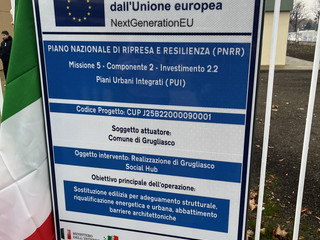 dall'Unione europea
NextGenerationEU
PIANO NAZIONALE DI RIPRESA E RESILIENZA (PNRR)
Missione 5 - Componente 2 - Investimento 2.2
Piani Urbani Integrati (PUI)
Codice Progetto: CUP J25B22000090001
Soggetto attuatore:
Comune di Grugliasco
Oggetto intervento: Realizzazione di Grugliasco
Social Hub
Obiettivo principale dell'operazione:
Sostituzione edilizia per adeguamento strutturale,
riqualificazione energetica e urbana, abbattimento
barriere architettoniche
MINISTERO